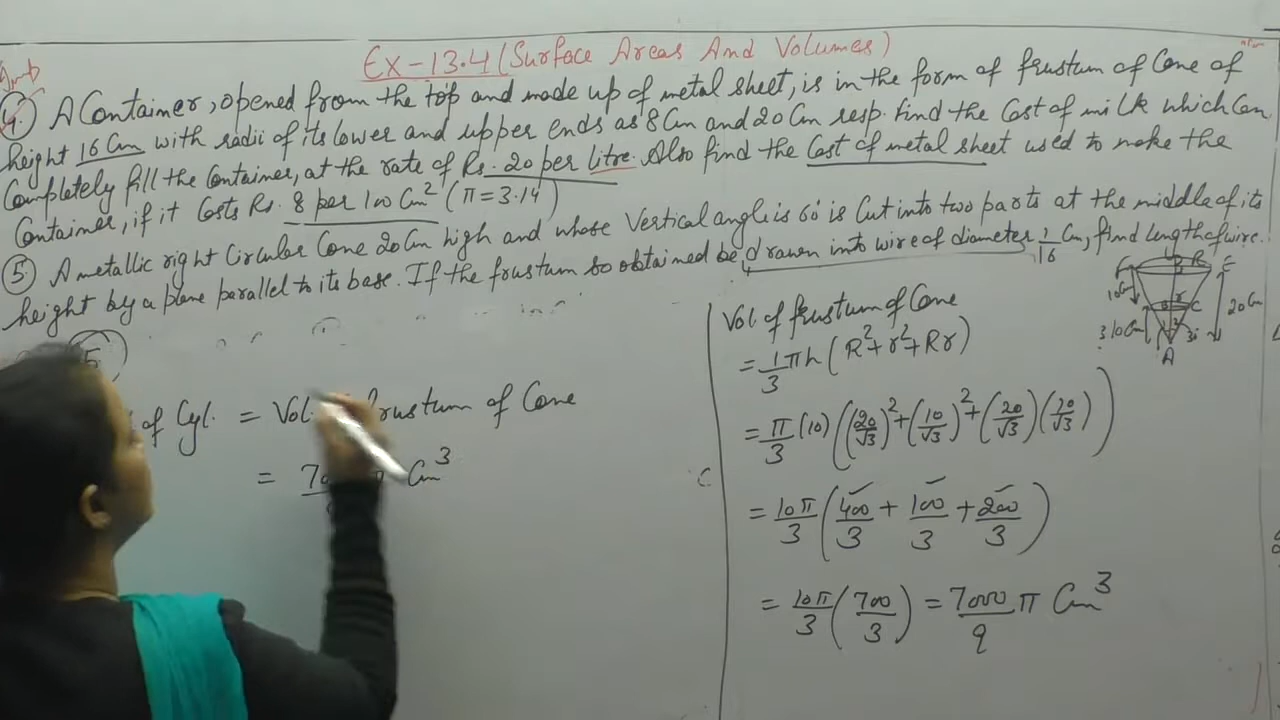 Ex-13.4 (Surface Areas And Volumes)
4. A Container, opened from the top and made up of metal sheet, is in the form of frustum of Cone of
height 16 Cm with radii of its lower and upper ends as 8 Cm and 20 Cm resp. Find the Cost of milk which Can
Completely fill the Container, at the rate of Rs. 20 per litre. Also find the Cost of metal sheet used to make the
Container, if it Costs Rs. 8 per 100 Cm² (π = 3.14)
5 A metallic right Circular Cone 20 Cm high and whose Vertical angle is 60° is Cut into two parts at the middle of its
height by a plane parallel to its base. If the frustum so obtained be drawn into wire of diameter 1/16 Cm, find length of wire.
5
of Cyl. = Vol. frustum of Cone
= Cm³
Vol. of frustum of Cone
= 1/3 πh (R² + r² + Rr)
= π/3 (10) ((20/√3)² + (10/√3)² + (20/√3)(10/√3))
= 10π/3 (400/3 + 100/3 + 200/3)
= 10π/3 (700/3) = 7000/9 π Cm³
R
r
C
A
10 Cm
20 Cm